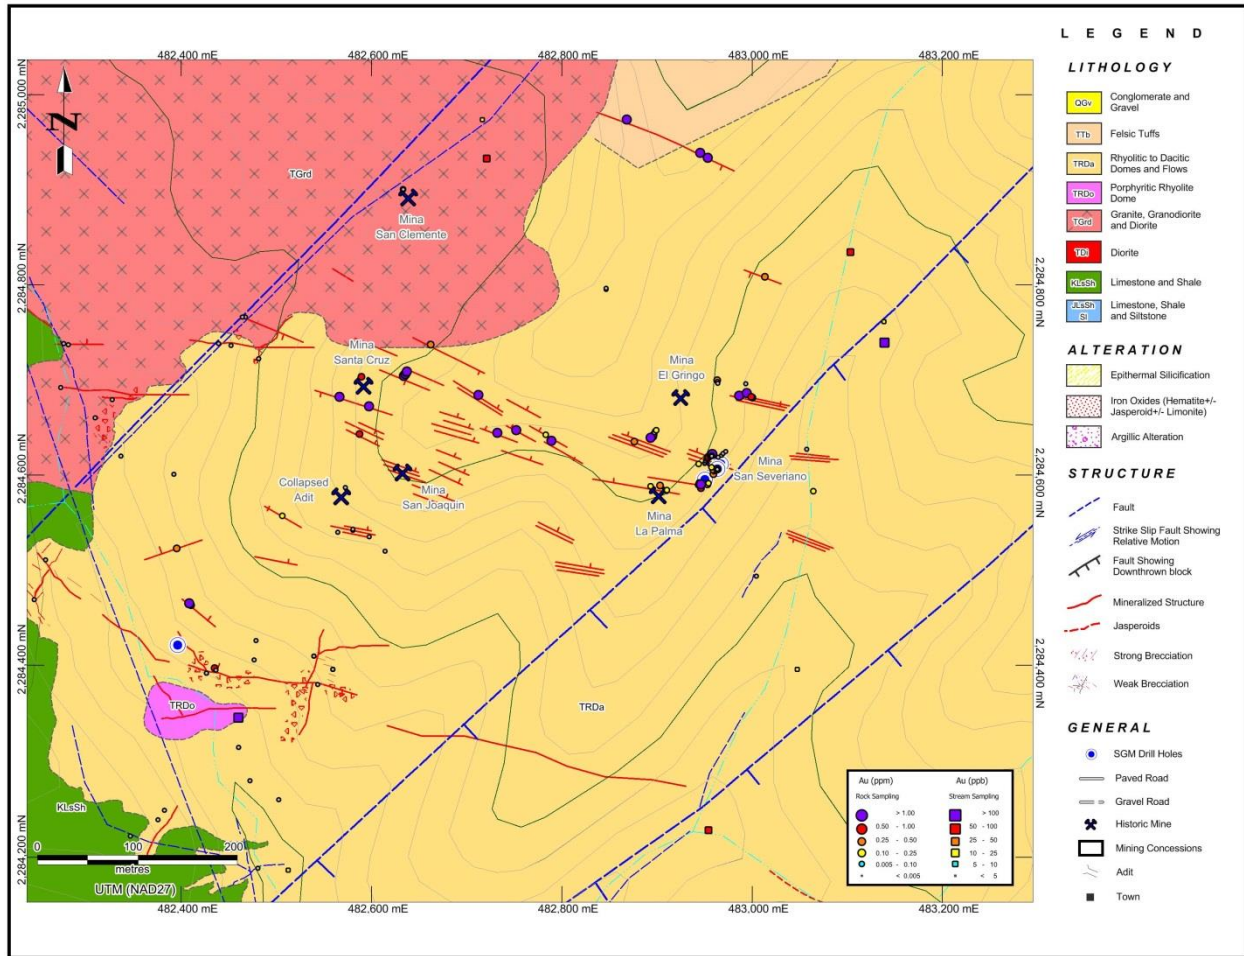 482,400 mE
482,600 mE
482,800 mE
483,000 mE
483,200 mE
2,285,000 mN
2,284,800 mN
2,284,600 mN
2,284,400 mN
2,284,200 mN
2,284,800 mN
2,284,600 mN
2,284,400 mN
N
TGrd
Mina
San Clemente
Mina
Santa Cruz
Mina
El Gringo
Collapsed
Adit
Mina
San Joaquin
Mina
San Severiano
Mina
La Palma
TRDo
TRDa
KLsSh
0 100 200
metres
UTM (NAD27)
482,400 mE
482,600 mE
482,800 mE
483,000 mE
483,200 mE
Au (ppm)
Rock Sampling
> 1.00
0.50 - 1.00
0.25 - 0.50
0.10 - 0.25
0.005 - 0.10
< 0.005
Au (ppb)
Stream Sampling
> 100
50 - 100
25 - 50
10 - 25
5 - 10
< 5
LEGEND
LITHOLOGY
QGv
Conglomerate and
Gravel
TTb
Felsic Tuffs
TRDa
Rhyolitic to Dacitic
Domes and Flows
TRDo
Porphyritic Rhyolite
Dome
TGrd
Granite, Granodiorite
and Diorite
TDi
Diorite
KLsSh
Limestone and Shale
JLsSh
Sl
Limestone, Shale
and Siltstone
ALTERATION
Epithermal Silicification
Iron Oxides (Hematite+/-
Jasperoid+/- Limonite)
Argillic Alteration
STRUCTURE
Fault
Strike Slip Fault Showing
Relative Motion
Fault Showing
Downthrown block
Mineralized Structure
Jasperoids
Strong Brecciation
Weak Brecciation
GENERAL
SGM Drill Holes
Paved Road
Gravel Road
Historic Mine
Mining Concessions
Adit
Town